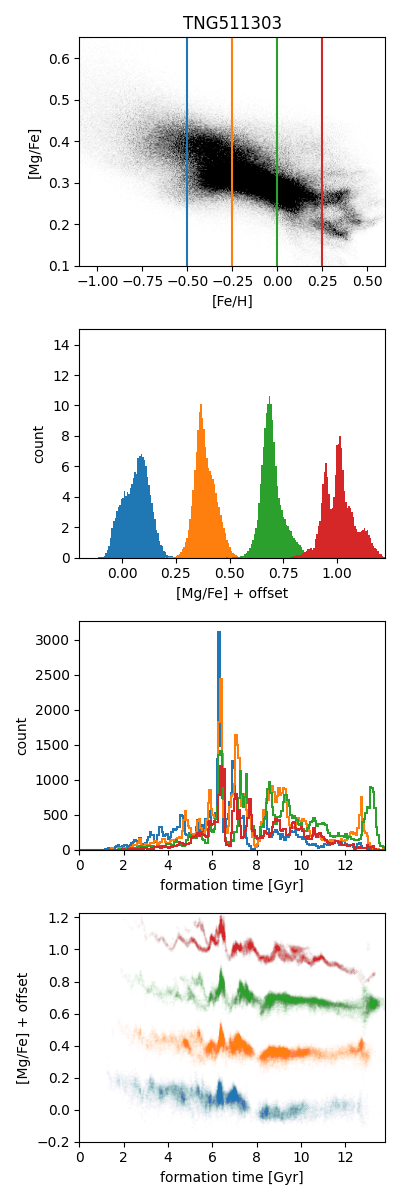 TNG511303
0.6
0.5
[Mg/Fe]
0.4
0.3
0.2
0.1
−1.00 −0.75 −0.50 −0.25 0.00 0.25 0.50
[Fe/H]
14
12
10
count
8
6
4
2
0
0.00 0.25 0.50 0.75 1.00
[Mg/Fe] + offset
3000
2500
2000
count
1500
1000
500
0
0 2 4 6 8 10 12
formation time [Gyr]
1.2
1.0
0.8
[Mg/Fe] + offset
0.6
0.4
0.2
0.0
−0.2
0 2 4 6 8 10 12
formation time [Gyr]